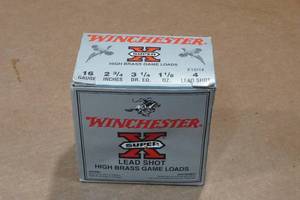 WINCHESTER
SUPER X
HIGH BRASS GAME LOADS
16 2 3/4 3 1/4 1 1/8 4
GAUGE INCHES DR. EQ. OZ. LEAD SHOT
WINCHESTER
SUPER X
LEAD SHOT
HIGH BRASS GAME LOADS